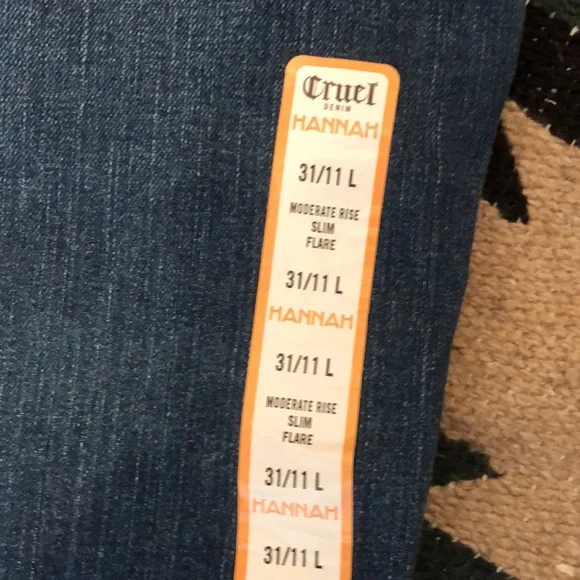 Cruel
DENIM
HANNAH
31/11 L
MODERATE RISE
SLIM
FLARE
31/11 L
HANNAH
31/11 L
MODERATE RISE
SLIM
FLARE
31/11 L
HANNAH
31/11 L